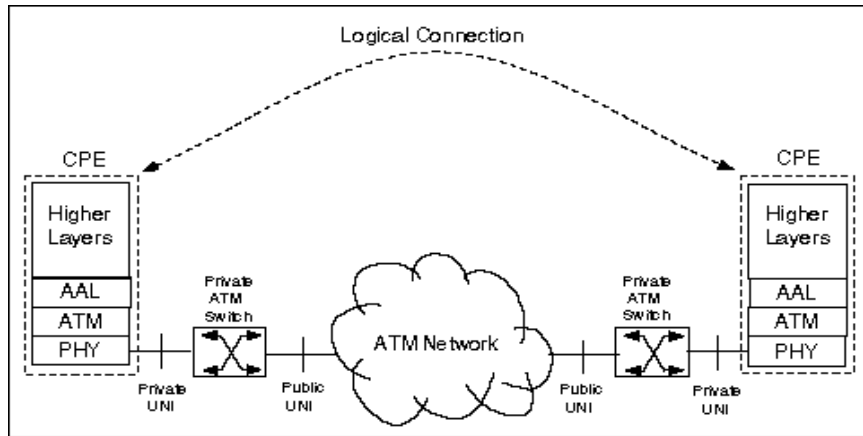 Logical Connection
CPE
CPE
Higher
Layers
AAL
ATM
PHY
Private
ATM
Switch
ATM Network
Private
ATM
Switch
Higher
Layers
AAL
ATM
PHY
Private
UNI
Public
UNI
Public
UNI
Private
UNI